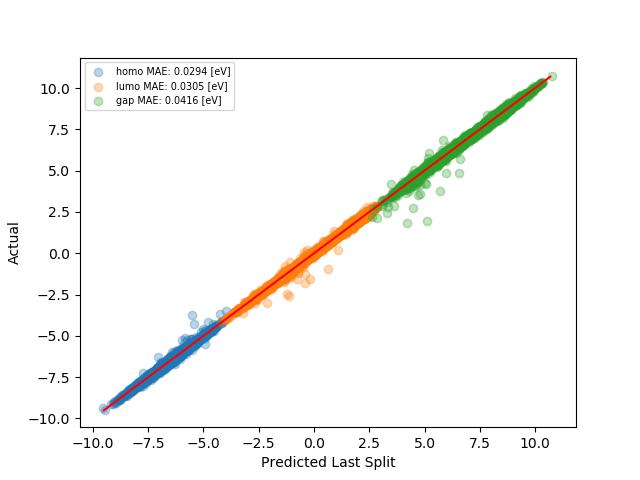 homo MAE: 0.0294 [eV]
lumo MAE: 0.0305 [eV]
gap MAE: 0.0416 [eV]
10.0
7.5
5.0
2.5
0.0
−2.5
−5.0
−7.5
−10.0
Actual
−10.0 −7.5 −5.0 −2.5 0.0 2.5 5.0 7.5 10.0
Predicted Last Split